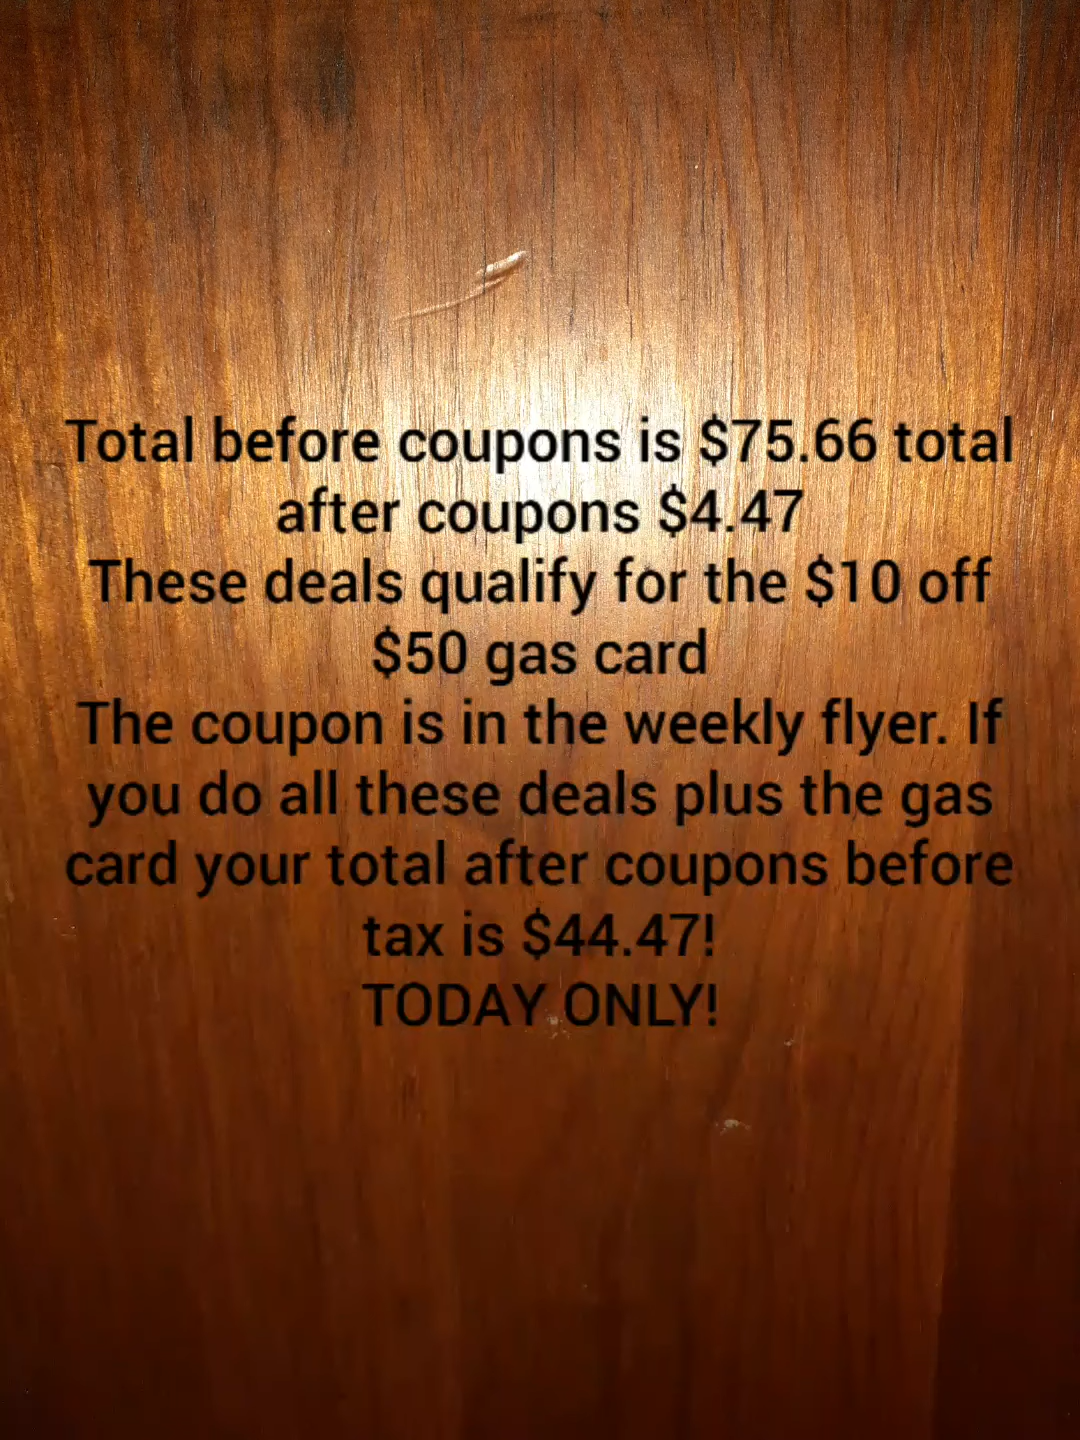 Total before coupons is $75.66 total
after coupons $4.47
These deals qualify for the $10 off
$50 gas card
The coupon is in the weekly flyer. If
you do all these deals plus the gas
card your total after coupons before
tax is $44.47!
TODAY ONLY!